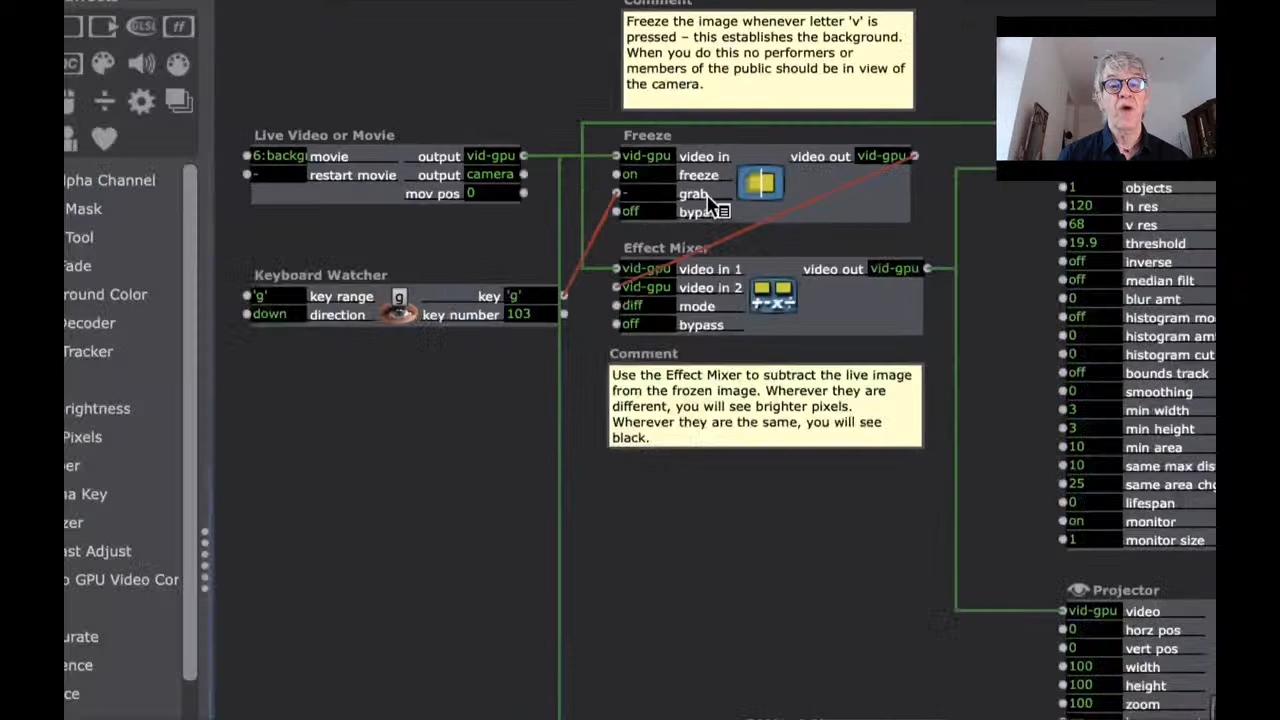 Comment
Freeze the image whenever letter 'v' is
pressed – this establishes the background.
When you do this no performers or
members of the public should be in view of
the camera.
GLSL
ff
Live Video or Movie
6:backg movie output vid-gpu
- restart movie output camera
mov pos 0
Freeze
vid-gpu video in video out vid-gpu
on freeze
- grab
off bypa
Effect Mixer
vid-gpu video in 1 video out vid-gpu
vid-gpu video in 2
diff mode
off bypass
Keyboard Watcher
'g' key range g key 'g'
down direction key number 103
Comment
Use the Effect Mixer to subtract the live image
from the frozen image. Wherever they are
different, you will see brighter pixels.
Wherever they are the same, you will see
black.
lpha Channel
Mask
Tool
Fade
round Color
Decoder
Tracker
rightness
Pixels
per
na Key
zer
ast Adjust
o GPU Video Cor
urate
ence
ce
1 objects
120 h res
68 v res
19.9 threshold
off inverse
off median filt
0 blur amt
off histogram mo
0 histogram am
0 histogram cut
off bounds track
0 smoothing
3 min width
3 min height
10 min area
10 same max dis
25 same area chg
0 lifespan
on monitor
1 monitor size
Projector
vid-gpu video
0 horz pos
0 vert pos
100 width
100 height
100 zoom